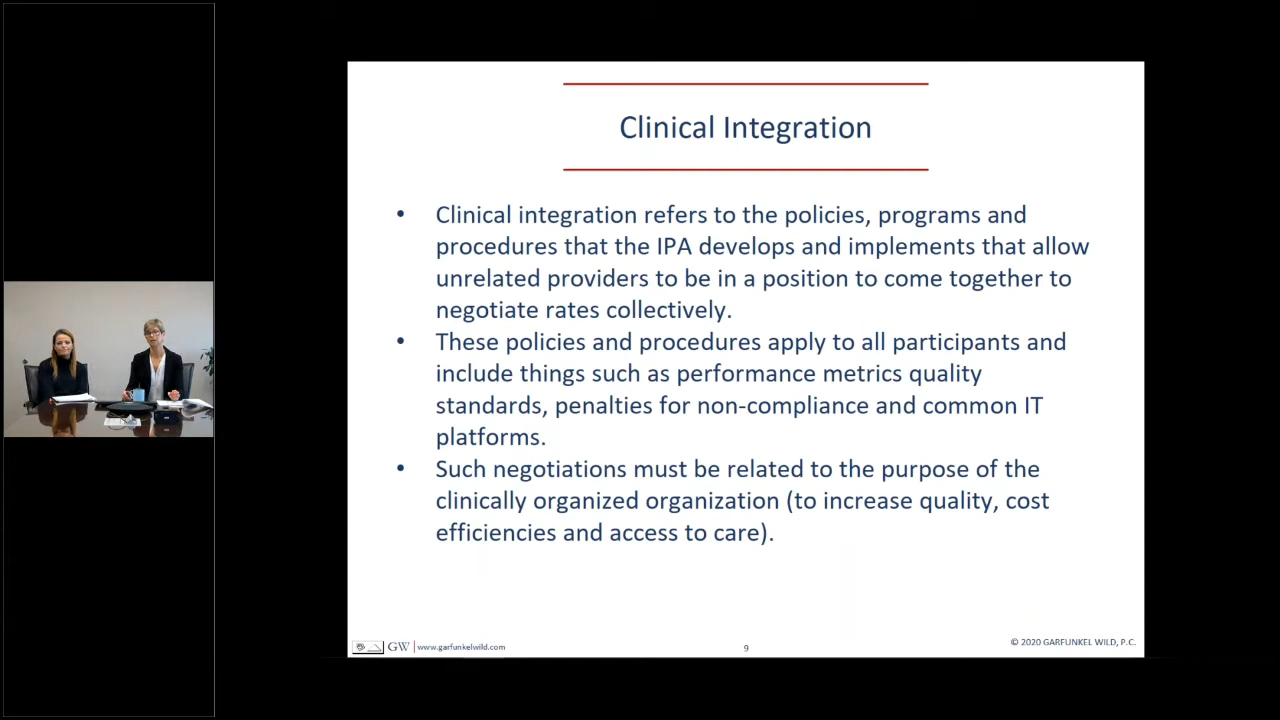 Clinical Integration
• Clinical integration refers to the policies, programs and
procedures that the IPA develops and implements that allow
unrelated providers to be in a position to come together to
negotiate rates collectively.
• These policies and procedures apply to all participants and
include things such as performance metrics quality
standards, penalties for non-compliance and common IT
platforms.
• Such negotiations must be related to the purpose of the
clinically organized organization (to increase quality, cost
efficiencies and access to care).
GW www.garfunkelwild.com
9
© 2020 GARFUNKEL WILD, P.C.